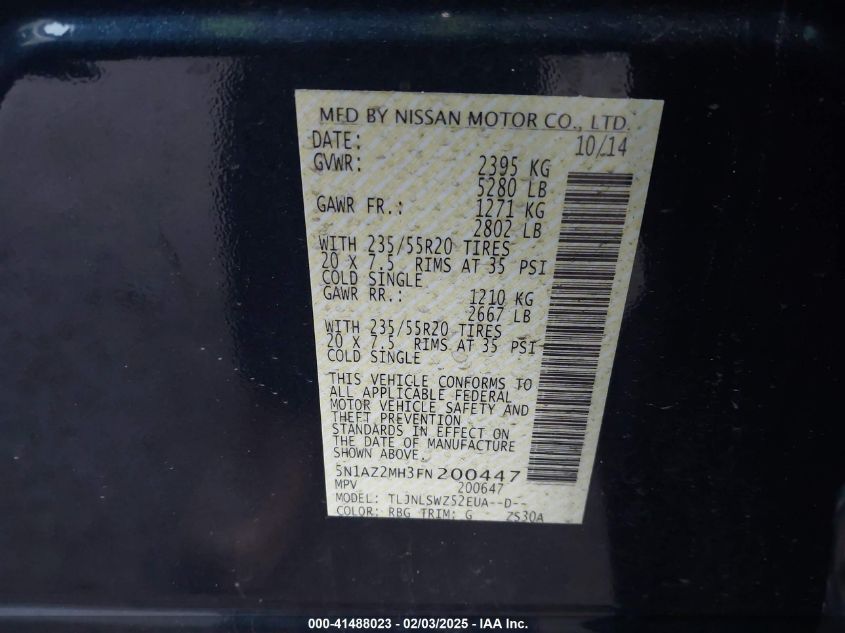 MFD BY NISSAN MOTOR CO., LTD.
DATE: 10/14
GVWR: 2395 KG
5280 LB
GAWR FR.: 1271 KG
2802 LB
WITH 235/55R20 TIRES
20 X 7.5 RIMS AT 35 PSI
COLD SINGLE
GAWR RR.: 1210 KG
2667 LB
WITH 235/55R20 TIRES
20 X 7.5 RIMS AT 35 PSI
COLD SINGLE
THIS VEHICLE CONFORMS TO
ALL APPLICABLE FEDERAL
MOTOR VEHICLE SAFETY AND
THEFT PREVENTION
STANDARDS IN EFFECT ON
THE DATE OF MANUFACTURE
SHOWN ABOVE.
5N1AZ2MH3FN200447
MPV 200647
MODEL: TLJNLSWZ52EUA--D--
COLOR: RBG TRIM: G ZS30A
000-41488023 - 02/03/2025 - IAA Inc.